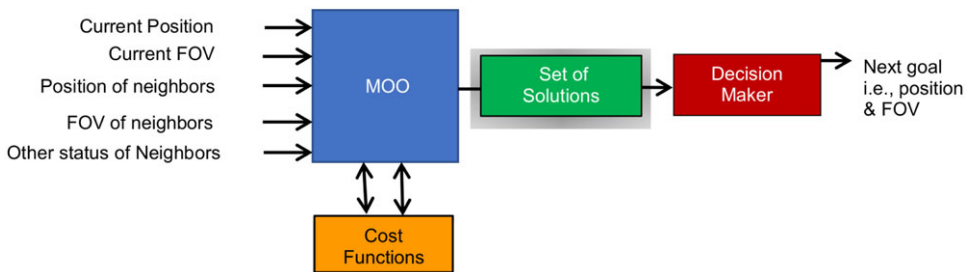 Current Position
Current FOV
Position of neighbors
FOV of neighbors
Other status of Neighbors
MOO
Cost
Functions
Set of
Solutions
Decision
Maker
Next goal
i.e., position
& FOV